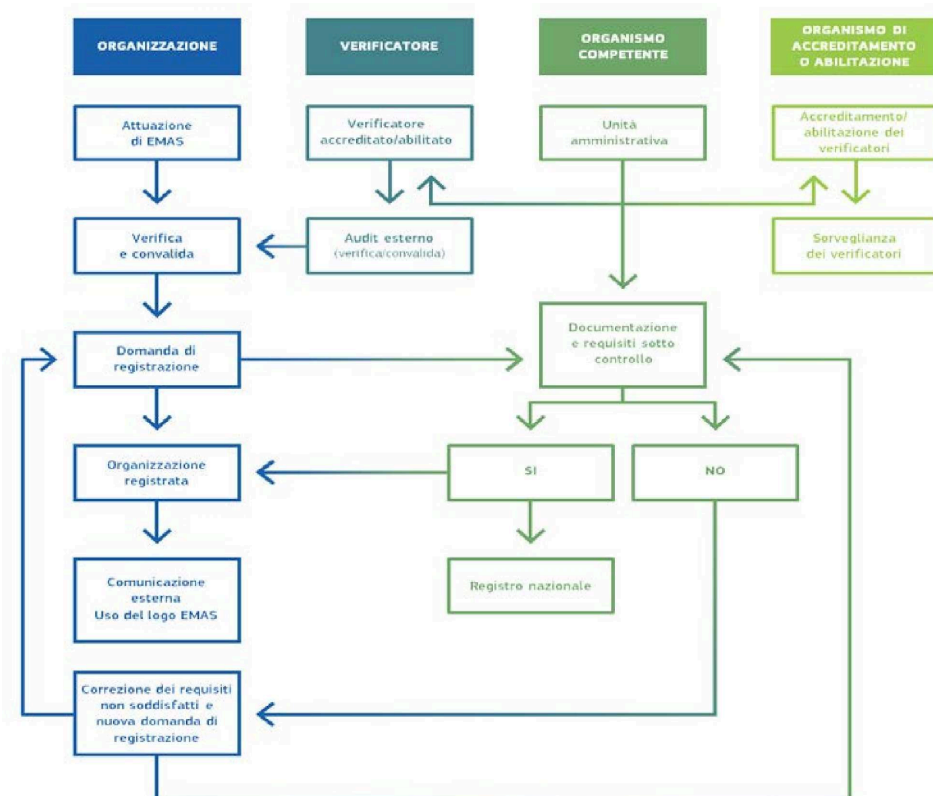 ORGANIZZAZIONE
VERIFICATORE
ORGANISMO
COMPETENTE
ORGANISMO DI
ACCREDITAMENTO
O ABILITAZIONE
Attuazione
di EMAS
Verificatore
accreditato/abilitato
Unità
amministrativa
Accreditamento/
abilitazione dei
verificatori
Verifica
e convalida
Audit esterno
(verifica/convalida)
Sorveglianza
dei verificatori
Domanda di
registrazione
Documentazione
e requisiti sotto
controllo
Organizzazione
registrata
SI
NO
Comunicazione
esterna
Uso del logo EMAS
Registro nazionale
Correzione dei requisiti
non soddisfatti e
nuova domanda di
registrazione